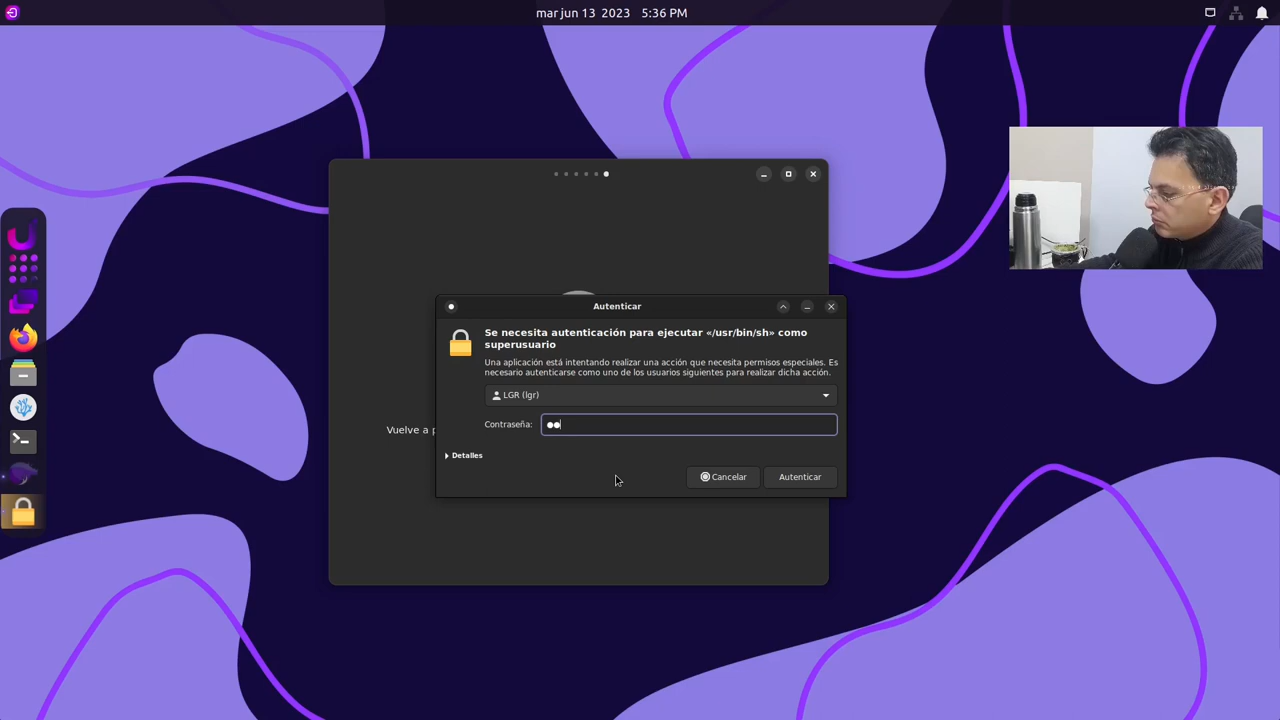 mar jun 13 2023 5:36 PM
Autenticar
Se necesita autenticación para ejecutar «/usr/bin/sh» como
superusuario
Una aplicación está intentando realizar una acción que necesita permisos especiales. Es
necesario autenticarse como uno de los usuarios siguientes para realizar dicha acción.
LGR (lgr)
Vuelve a
Contraseña:
Detalles
Cancelar
Autenticar